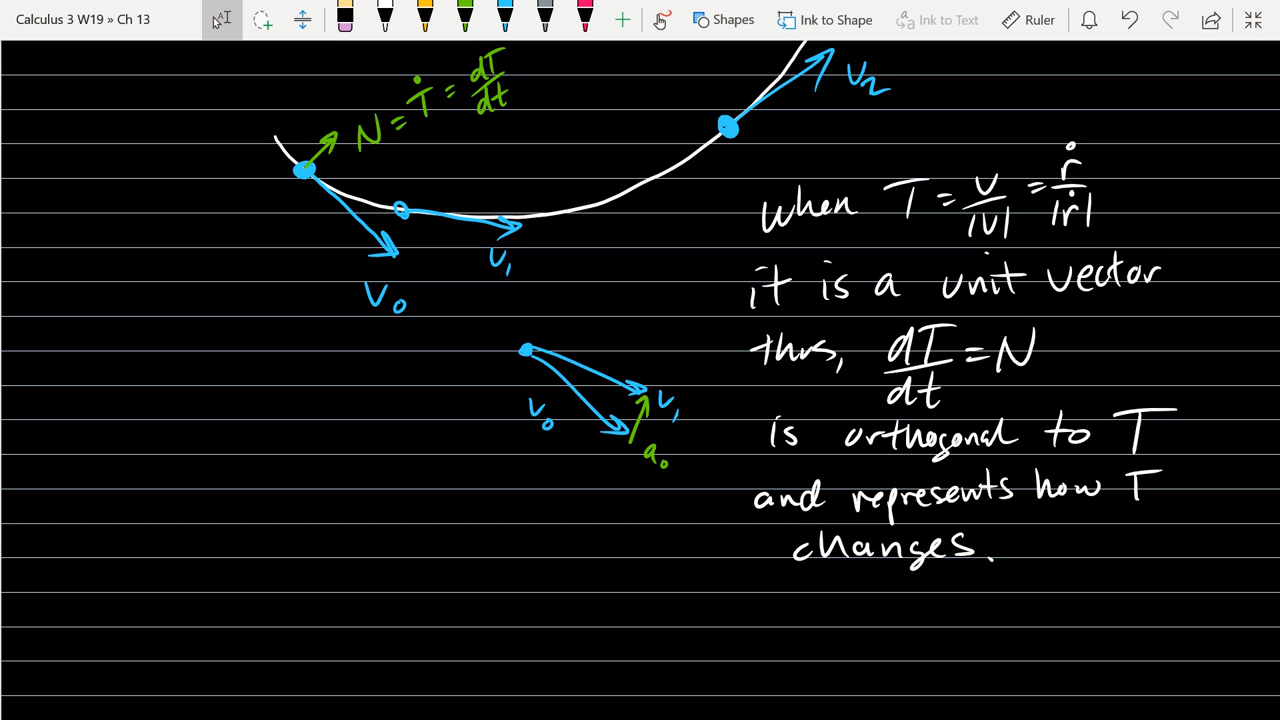 Calculus 3 W19 » Ch 13
Shapes
Ink to Shape
Ink to Text
Ruler
N = Ṫ = dT/dt
V₂
V₁
V₀
When T = V/|V| = ṙ/|ṙ|
it is a unit vector
thus, dT/dt = N
is orthogonal to T
and represents how T
changes.
V₀
V₁
a₀